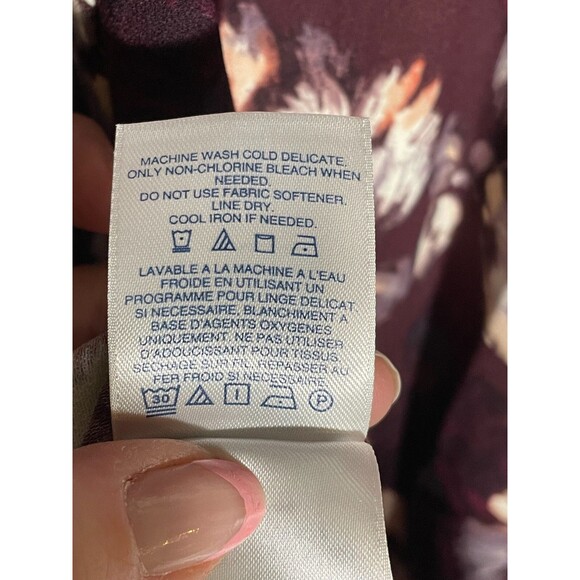 MACHINE WASH COLD DELICATE,
ONLY NON-CHLORINE BLEACH WHEN
NEEDED.
DO NOT USE FABRIC SOFTENER.
LINE DRY.
COOL IRON IF NEEDED.
LAVABLE A LA MACHINE A L'EAU
FROIDE EN UTILISANT UN
PROGRAMME POUR LINGE DELICAT.
SI NECESSAIRE, BLANCHIMENT A
BASE D'AGENTS OXYGENES
UNIQUEMENT. NE PAS UTILISER
D'ADOUCISSANT POUR TISSUS.
SECHAGE SUR FIL. REPASSER AU
FER FROID SI NECESSAIRE.
30 P